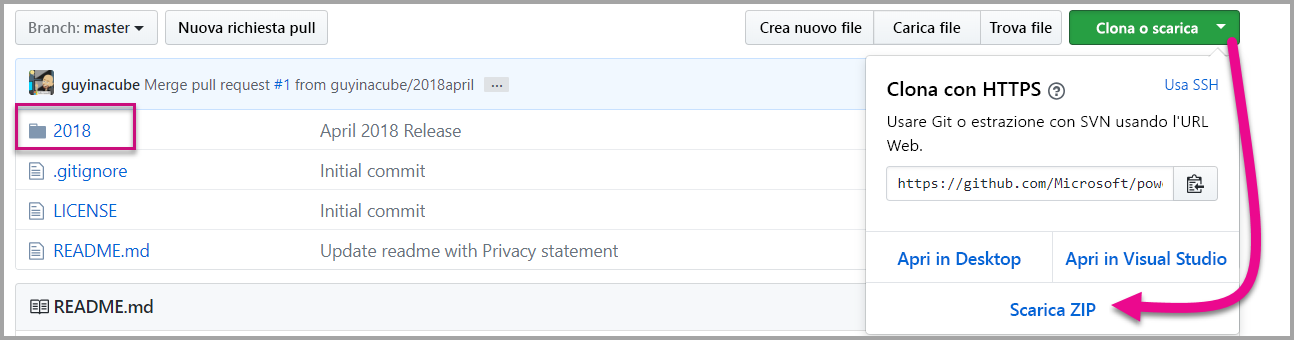 Branch: master
Nuova richiesta pull
Crea nuovo file
Carica file
Trova file
Clona o scarica
guyinacube Merge pull request #1 from guyinacube/2018april ...
2018 April 2018 Release
.gitignore Initial commit
LICENSE Initial commit
README.md Update readme with Privacy statement
README.md
Clona con HTTPS ?
Usa SSH
Usare Git o estrazione con SVN usando l'URL
Web.
https://github.com/Microsoft/pow
Apri in Desktop
Apri in Visual Studio
Scarica ZIP